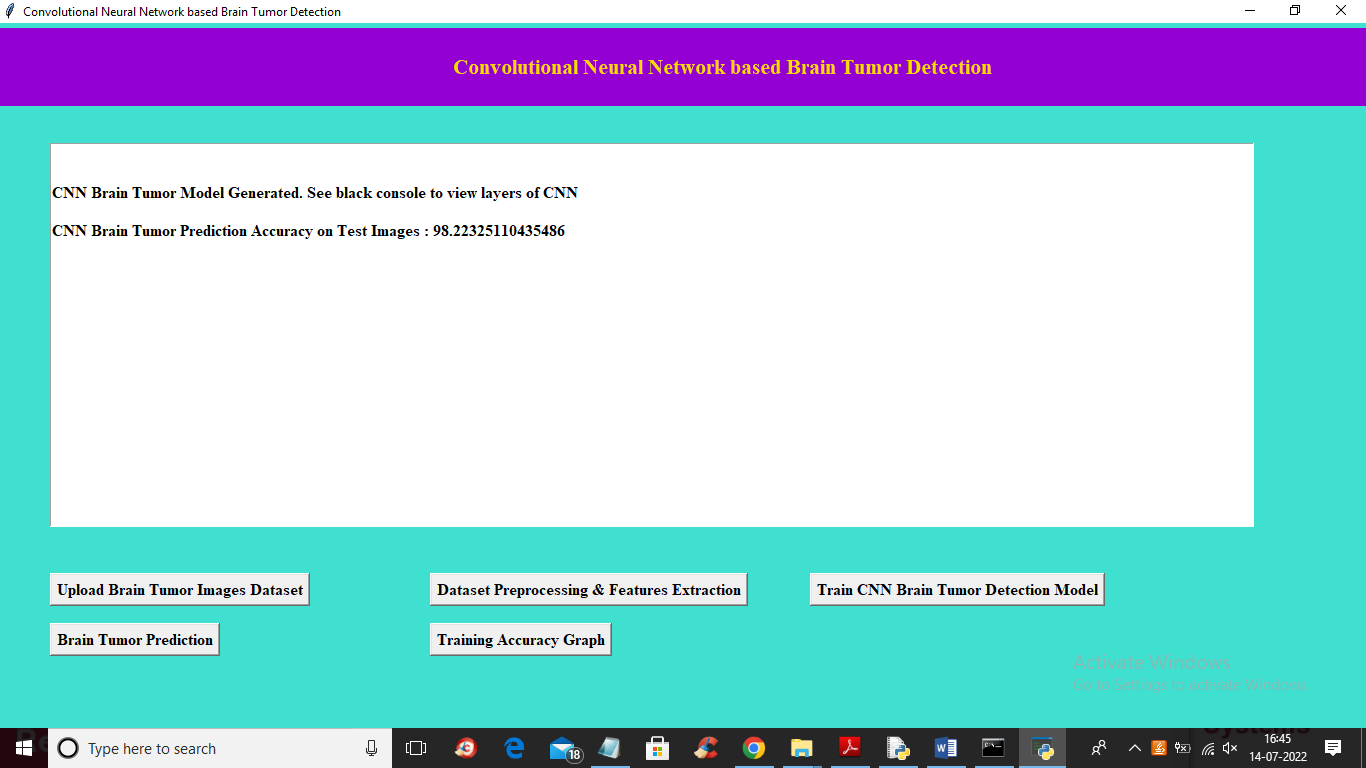 Convolutional Neural Network based Brain Tumor Detection
Convolutional Neural Network based Brain Tumor Detection
CNN Brain Tumor Model Generated. See black console to view layers of CNN
CNN Brain Tumor Prediction Accuracy on Test Images : 98.22325110435486
Upload Brain Tumor Images Dataset
Dataset Preprocessing & Features Extraction
Train CNN Brain Tumor Detection Model
Brain Tumor Prediction
Training Accuracy Graph
Activate Windows
Go to Settings to activate Windows.
Type here to search
18
16:45
14-07-2022